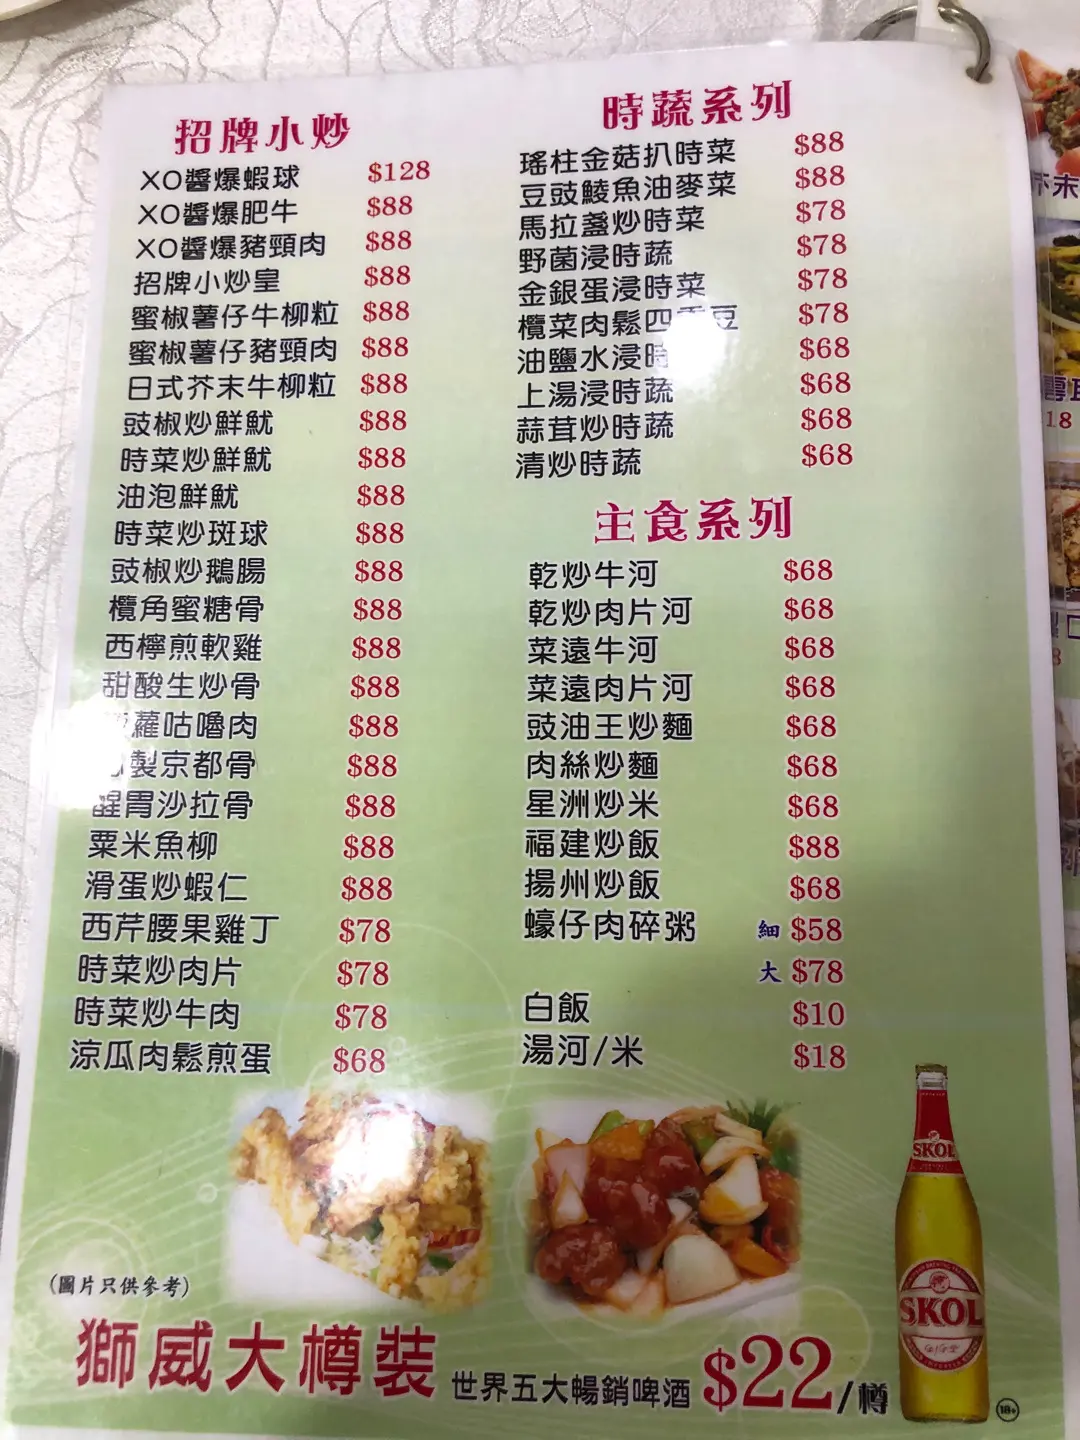 招牌小炒
XO醬爆蝦球 $128
XO醬爆肥牛 $88
XO醬爆豬頸肉 $88
招牌小炒皇 $88
蜜椒薯仔牛柳粒 $88
蜜椒薯仔豬頸肉 $88
日式芥末牛柳粒 $88
豉椒炒鮮魷 $88
時菜炒鮮魷 $88
油泡鮮魷 $88
時菜炒斑球 $88
豉椒炒鵝腸 $88
欖角蜜糖骨 $88
西檸煎軟雞 $88
甜酸生炒骨 $88
蘿咕嚕肉 $88
製京都骨 $88
醒胃沙拉骨 $88
粟米魚柳 $88
滑蛋炒蝦仁 $88
西芹腰果雞丁 $78
時菜炒肉片 $78
時菜炒牛肉 $78
涼瓜肉鬆煎蛋 $68
時蔬系列
瑤柱金菇扒時菜 $88
豆豉鯪魚油麥菜 $88
馬拉盞炒時菜 $78
野菌浸時蔬 $78
金銀蛋浸時菜 $78
欖菜肉鬆四季豆 $78
油鹽水浸時 $68
上湯浸時蔬 $68
蒜茸炒時蔬 $68
清炒時蔬 $68
主食系列
乾炒牛河 $68
乾炒肉片河 $68
菜遠牛河 $68
菜遠肉片河 $68
豉油王炒麵 $68
肉絲炒麵 $68
星洲炒米 $68
福建炒飯 $88
揚州炒飯 $68
蠔仔肉碎粥 細 $58
大 $78
白飯 $10
湯河/米 $18
(圖片只供參考)
獅威大樽裝 世界五大暢銷啤酒 $22/樽
SKOL
SKOL
18+